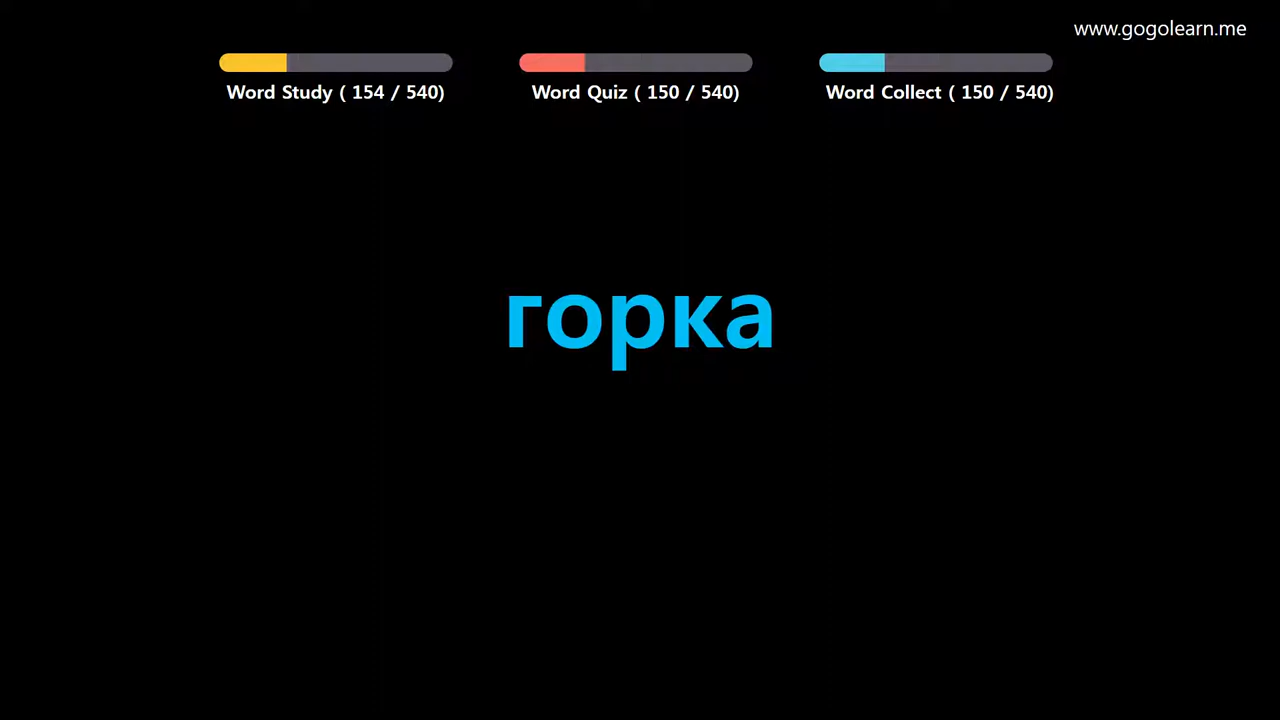 www.gogolearn.me
Word Study ( 154 / 540)
Word Quiz ( 150 / 540)
Word Collect ( 150 / 540)
горка